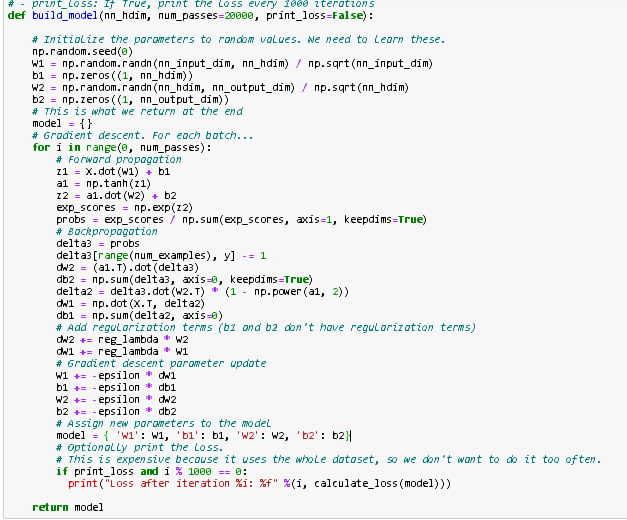 # - print_loss: If True, print the loss every 1000 iterations
def build_model(nn_hdim, num_passes=20000, print_loss=False):
# Initialize the parameters to random values. We need to learn these.
np.random.seed(0)
W1 = np.random.randn(nn_input_dim, nn_hdim) / np.sqrt(nn_input_dim)
b1 = np.zeros((1, nn_hdim))
W2 = np.random.randn(nn_hdim, nn_output_dim) / np.sqrt(nn_hdim)
b2 = np.zeros((1, nn_output_dim))
# This is what we return at the end
model = {}
# Gradient descent. For each batch...
for i in range(0, num_passes):
# Forward propagation
z1 = X.dot(W1) + b1
a1 = np.tanh(z1)
z2 = a1.dot(W2) + b2
exp_scores = np.exp(z2)
probs = exp_scores / np.sum(exp_scores, axis=1, keepdims=True)
# Backpropagation
delta3 = probs
delta3[range(num_examples), y] -= 1
dW2 = (a1.T).dot(delta3)
db2 = np.sum(delta3, axis=0, keepdims=True)
delta2 = delta3.dot(W2.T) * (1 - np.power(a1, 2))
dW1 = np.dot(X.T, delta2)
db1 = np.sum(delta2, axis=0)
# Add regularization terms (b1 and b2 don't have regularization terms)
dW2 += reg_lambda * W2
dW1 += reg_lambda * W1
# Gradient descent parameter update
W1 += -epsilon * dW1
b1 += -epsilon * db1
W2 += -epsilon * dW2
b2 += -epsilon * db2
# Assign new parameters to the model
model = { 'W1': W1, 'b1': b1, 'W2': W2, 'b2': b2}
# Optionally print the loss.
# This is expensive because it uses the whole dataset, so we don't want to do it too often.
if print_loss and i % 1000 == 0:
print("Loss after iteration %i: %f" %(i, calculate_loss(model)))
return model